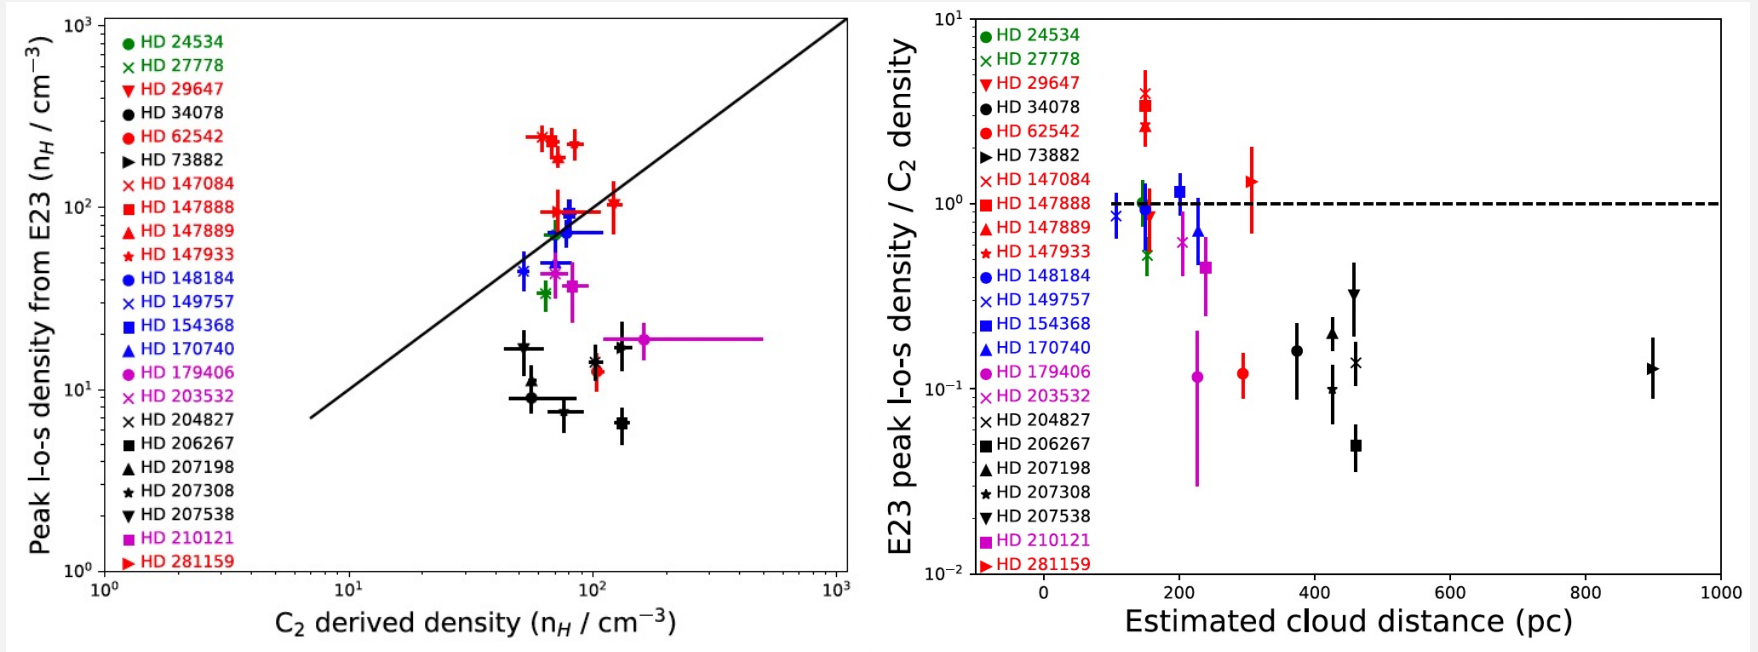 Peak l-o-s density from E23 (n_H / cm⁻³)
10³
10²
10¹
10⁰
HD 24534
HD 27778
HD 29647
HD 34078
HD 62542
HD 73882
HD 147084
HD 147888
HD 147889
HD 147933
HD 148184
HD 149757
HD 154368
HD 170740
HD 179406
HD 203532
HD 204827
HD 206267
HD 207198
HD 207308
HD 207538
HD 210121
HD 281159
10⁰ 10¹ 10² 10³
C₂ derived density (n_H / cm⁻³)
E23 peak l-o-s density / C₂ density
10¹
10⁰
10⁻¹
10⁻²
HD 24534
HD 27778
HD 29647
HD 34078
HD 62542
HD 73882
HD 147084
HD 147888
HD 147889
HD 147933
HD 148184
HD 149757
HD 154368
HD 170740
HD 179406
HD 203532
HD 204827
HD 206267
HD 207198
HD 207308
HD 207538
HD 210121
HD 281159
0 200 400 600 800 1000
Estimated cloud distance (pc)